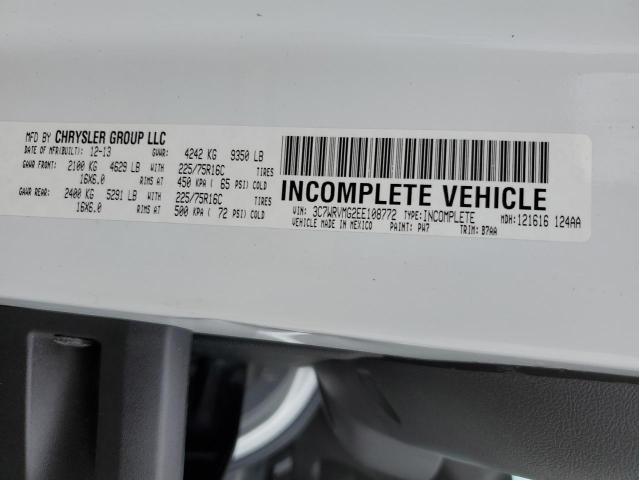 MFD BY CHRYSLER GROUP LLC
DATE OF MFR(BUILT): 12-13 GVWR: 4242 KG 9350 LB
GAWR FRONT: 2100 KG 4629 LB WITH 225/75R16C TIRES
16X6.0 RIMS AT 450 KPA ( 65 PSI) COLD
GAWR REAR: 2400 KG 5291 LB WITH 225/75R16C TIRES
16X6.0 RIMS AT 500 KPA ( 72 PSI) COLD
INCOMPLETE VEHICLE
VIN: 3C7WRVMG2EE108772 TYPE:INCOMPLETE MDH:121616 124AA
VEHICLE MADE IN MEXICO PAINT: PW7 TRIM: B7AA